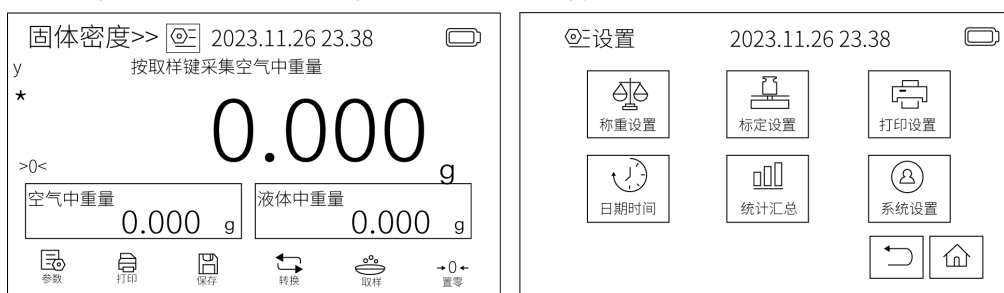 固体密度>> 2023.11.26 23.38
y
按取样键采集空气中重量
*
0.000
g
>0<
空气中重量
0.000 g
液体中重量
0.000 g
参数 打印 保存 转换 取样 →0← 置零
设置 2023.11.26 23.38
称重设置 标定设置 打印设置
日期时间 统计汇总 系统设置